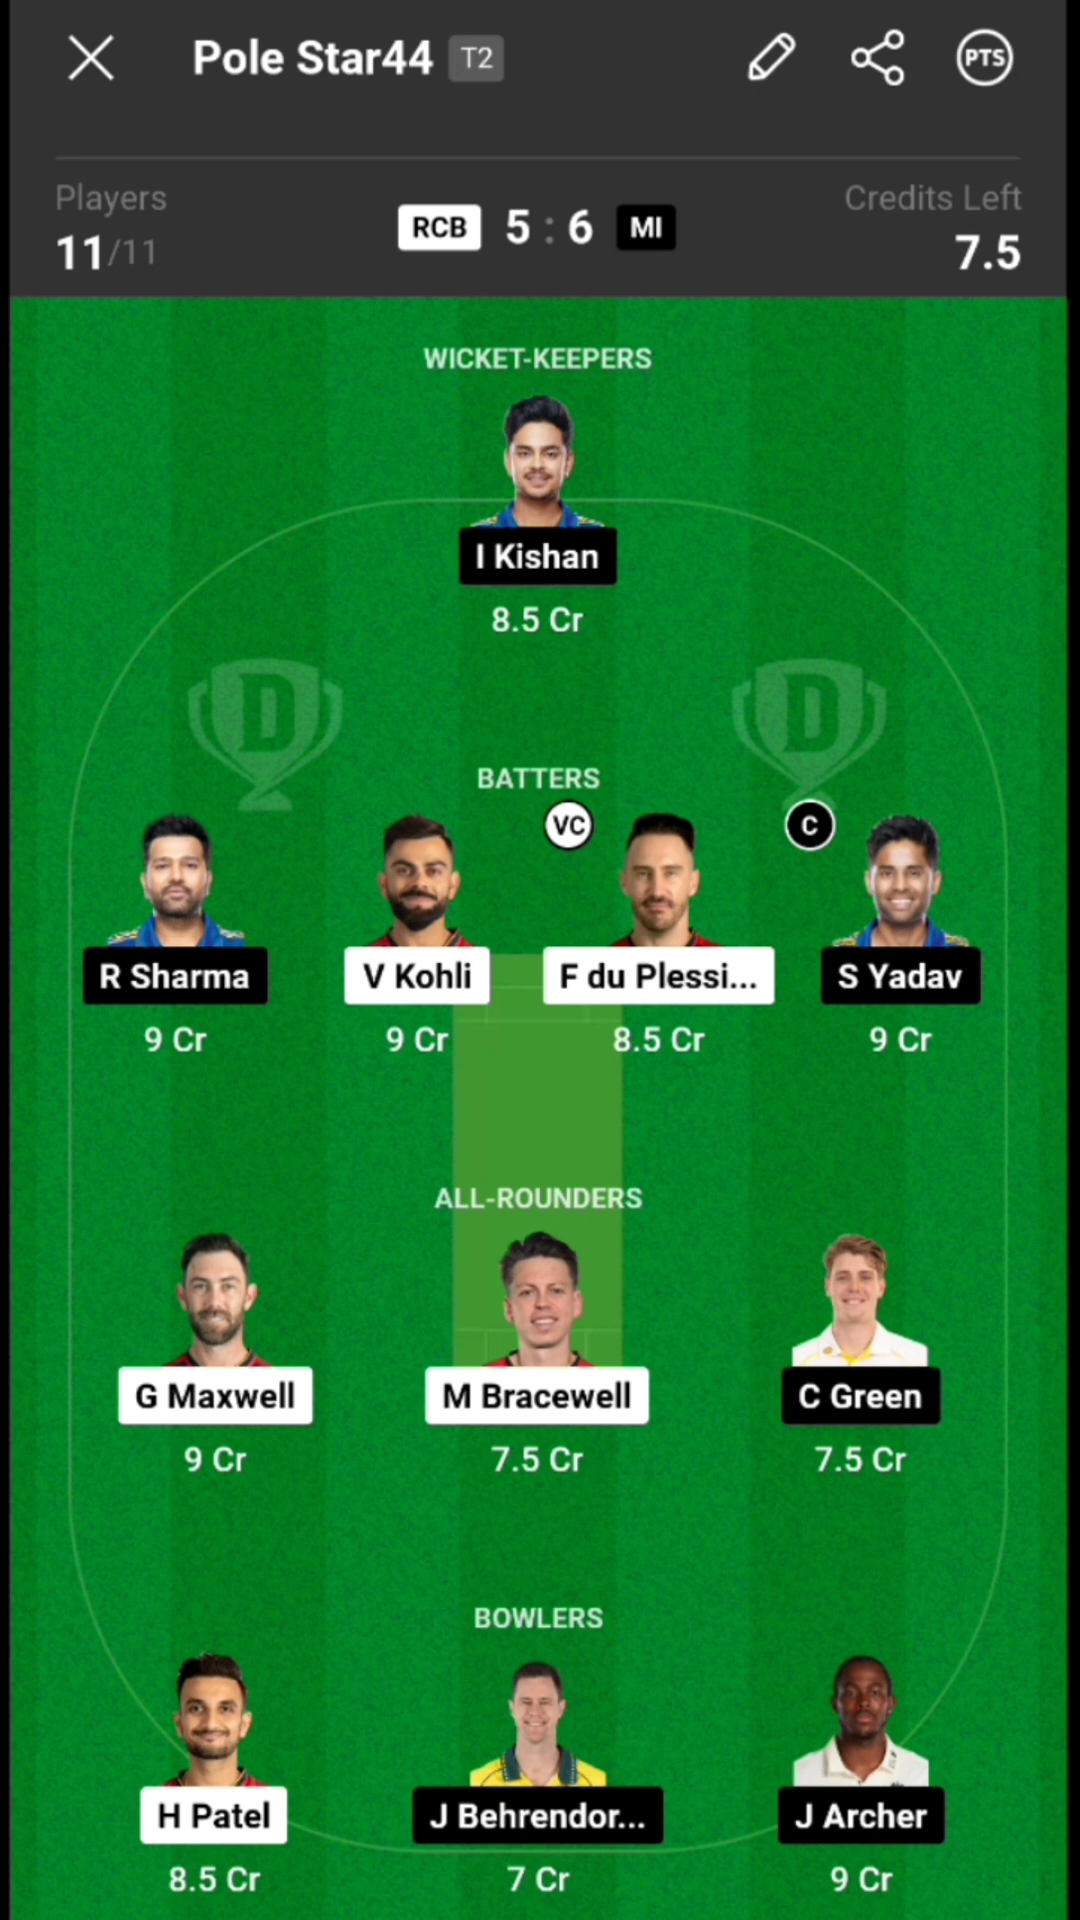 Pole Star44 T2 PTS
Players Credits Left
11/11 RCB 5 : 6 MI 7.5
WICKET-KEEPERS
I Kishan
8.5 Cr
D D
BATTERS
VC C
R Sharma V Kohli F du Plessi... S Yadav
9 Cr 9 Cr 8.5 Cr 9 Cr
ALL-ROUNDERS
G Maxwell M Bracewell C Green
9 Cr 7.5 Cr 7.5 Cr
BOWLERS
H Patel J Behrendor... J Archer
8.5 Cr 7 Cr 9 Cr